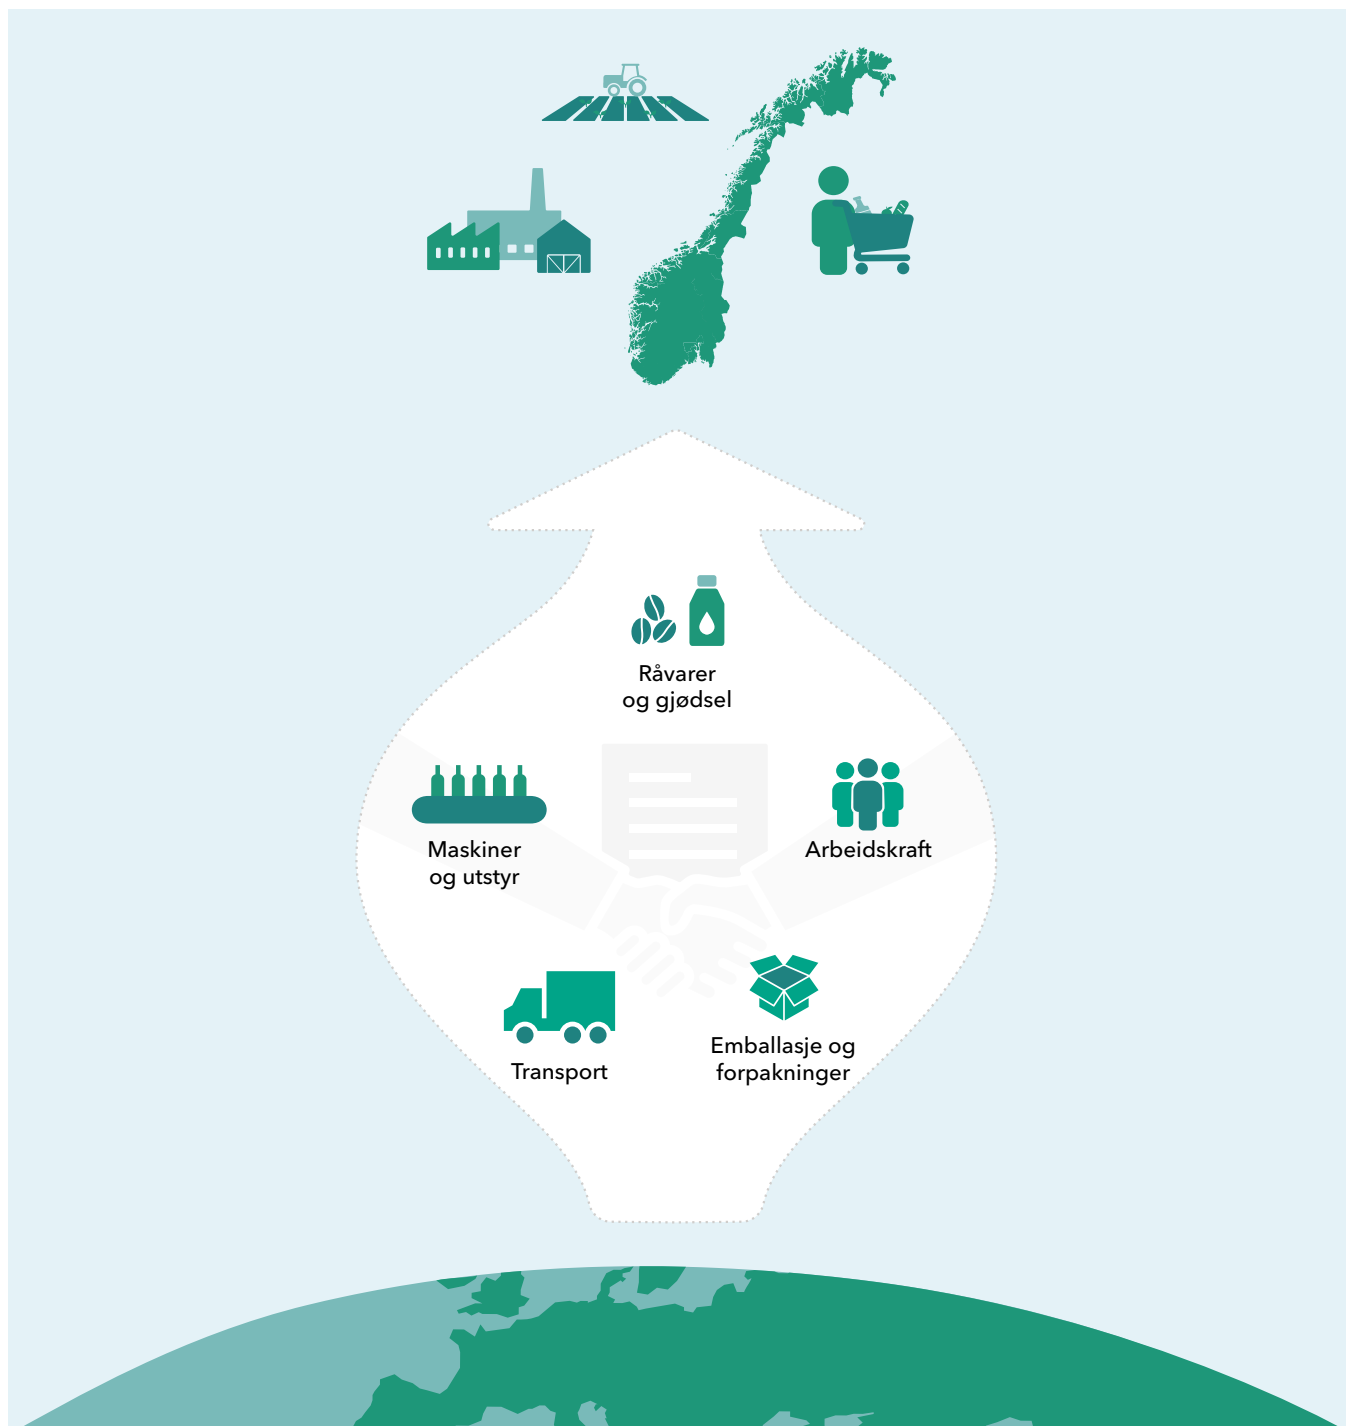 Råvarer
og gjødsel
Maskiner
og utstyr
Arbeidskraft
Transport
Emballasje og
forpakninger